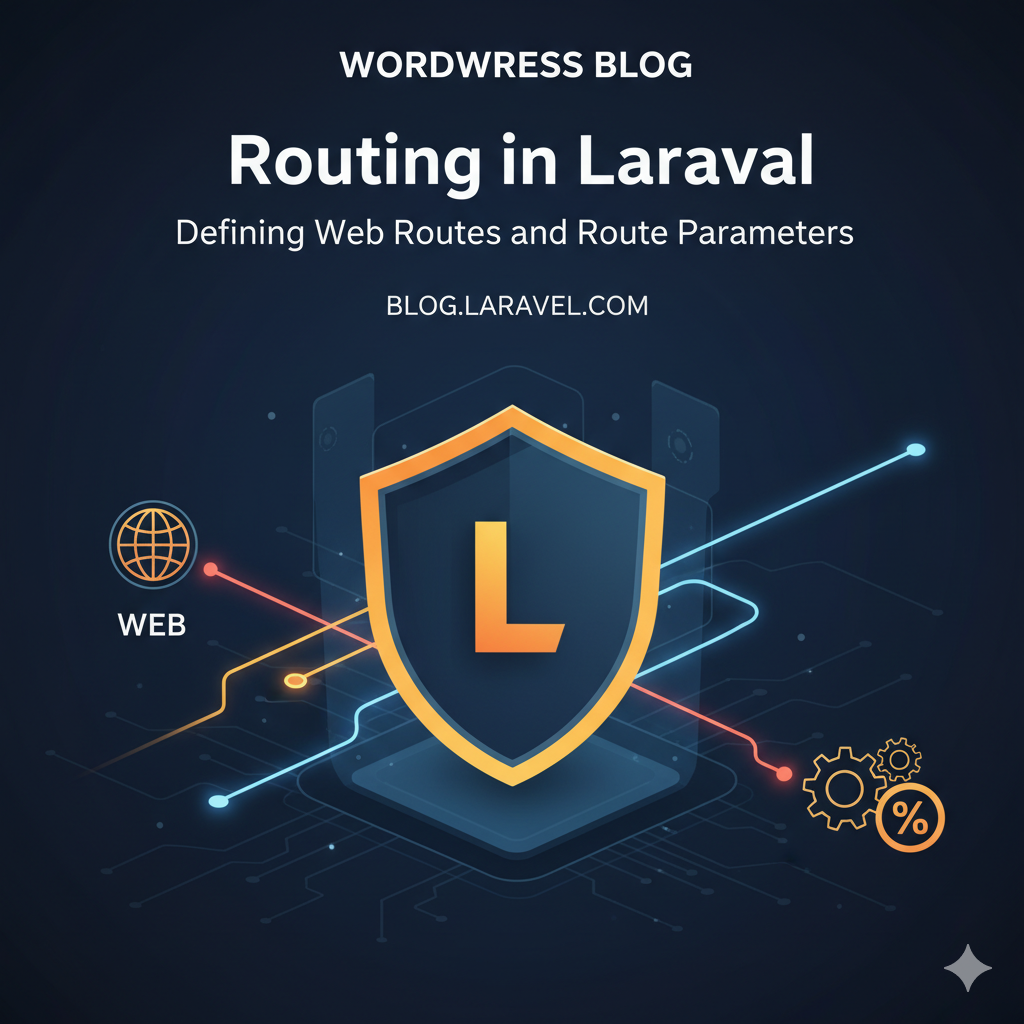 WORDWRESS BLOG
Routing in Laraval
Defining Web Routes and Route Parameters
BLOG.LARAVEL.COM
L
WEB
%